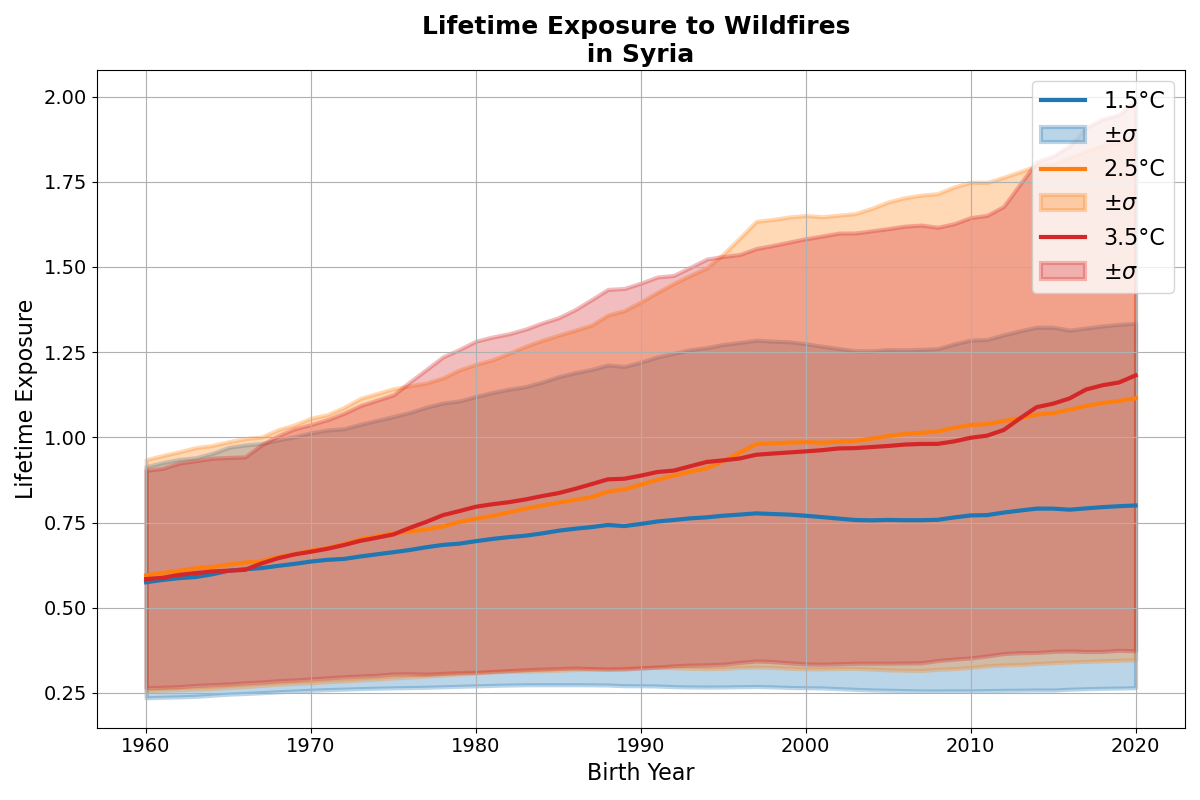 Lifetime Exposure to Wildfires
in Syria
2.00
1.75
1.50
1.25
1.00
0.75
0.50
0.25
Lifetime Exposure
1.5°C
±σ
2.5°C
±σ
3.5°C
±σ
1960 1970 1980 1990 2000 2010 2020
Birth Year